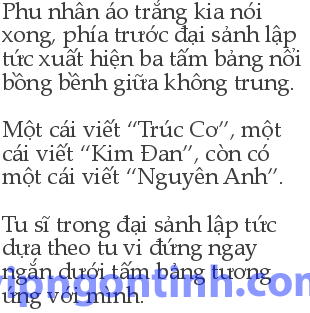 Phu nhân áo trắng kia nói
xong, phía trước đại sảnh lập
tức xuất hiện ba tấm bảng nổi
bồng bềnh giữa không trung.

Một cái viết “Trúc Cơ”, một
cái viết “Kim Đan”, còn có
một cái viết “Nguyên Anh”.

Tu sĩ trong đại sảnh lập tức
dựa theo tu vi đứng ngay
ngắn dưới tấm bảng tương
ứng với mình.
vipngontinh.com